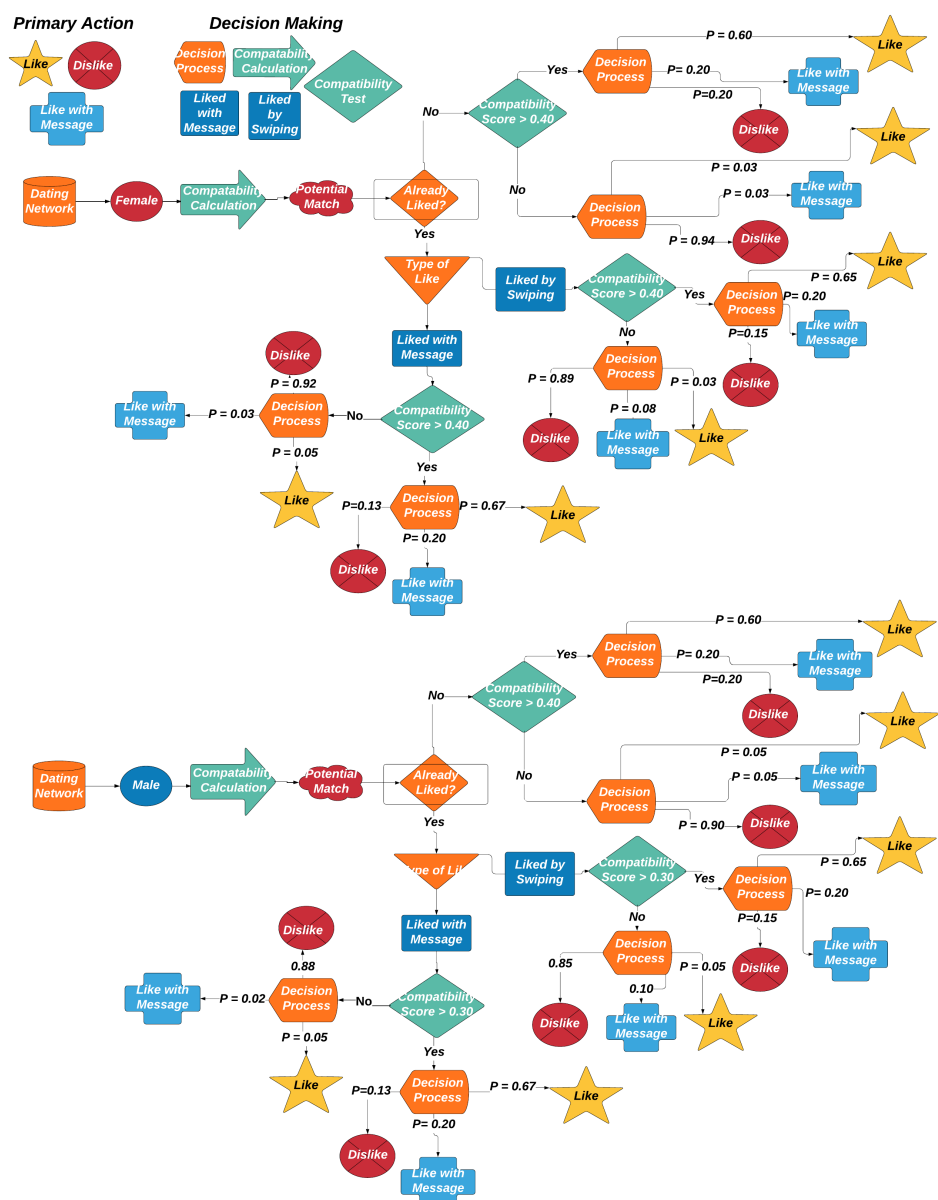 Primary Action
Decision Making
Like
Dislike
Like with
Message
Decision
Process
Compatability
Calculation
Compatibility
Test
Liked
with
Message
Liked
by
Swiping
Dating
Network
Female
Compatability
Calculation
Potential
Match
Already
Liked?
No
Compatibility
Score > 0.40
Yes
Decision
Process
P = 0.60
Like
P= 0.20
Like with
Message
P=0.20
Dislike
No
Decision
Process
P = 0.03
Like
P = 0.03
Like with
Message
P = 0.94
Dislike
Yes
Type of
Like
Liked by
Swiping
Compatibility
Score > 0.40
Yes
Decision
Process
P = 0.65
Like
P= 0.20
Like with
Message
P=0.15
Dislike
No
Decision
Process
P = 0.89
Dislike
P = 0.08
Like with
Message
P = 0.03
Like
Liked with
Message
Compatibility
Score > 0.40
No
Decision
Process
P = 0.92
Dislike
P = 0.03
Like with
Message
P = 0.05
Like
Yes
Decision
Process
P=0.13
Dislike
P = 0.67
Like
P= 0.20
Like with
Message
Dating
Network
Male
Compatability
Calculation
Potential
Match
Already
Liked?
No
Compatibility
Score > 0.40
Yes
Decision
Process
P = 0.60
Like
P= 0.20
Like with
Message
P=0.20
Dislike
No
Decision
Process
P = 0.05
Like
P = 0.05
Like with
Message
P = 0.90
Dislike
Yes
Type of Like
Liked by
Swiping
Compatibility
Score > 0.30
Yes
Decision
Process
P = 0.65
Like
P= 0.20
Like with
Message
P=0.15
Dislike
No
Decision
Process
0.85
Dislike
0.10
Like with
Message
P = 0.05
Like
Liked with
Message
Compatibility
Score > 0.30
No
Decision
Process
0.88
Dislike
P = 0.02
Like with
Message
P = 0.05
Like
Yes
Decision
Process
P=0.13
Dislike
P = 0.67
Like
P= 0.20
Like with
Message